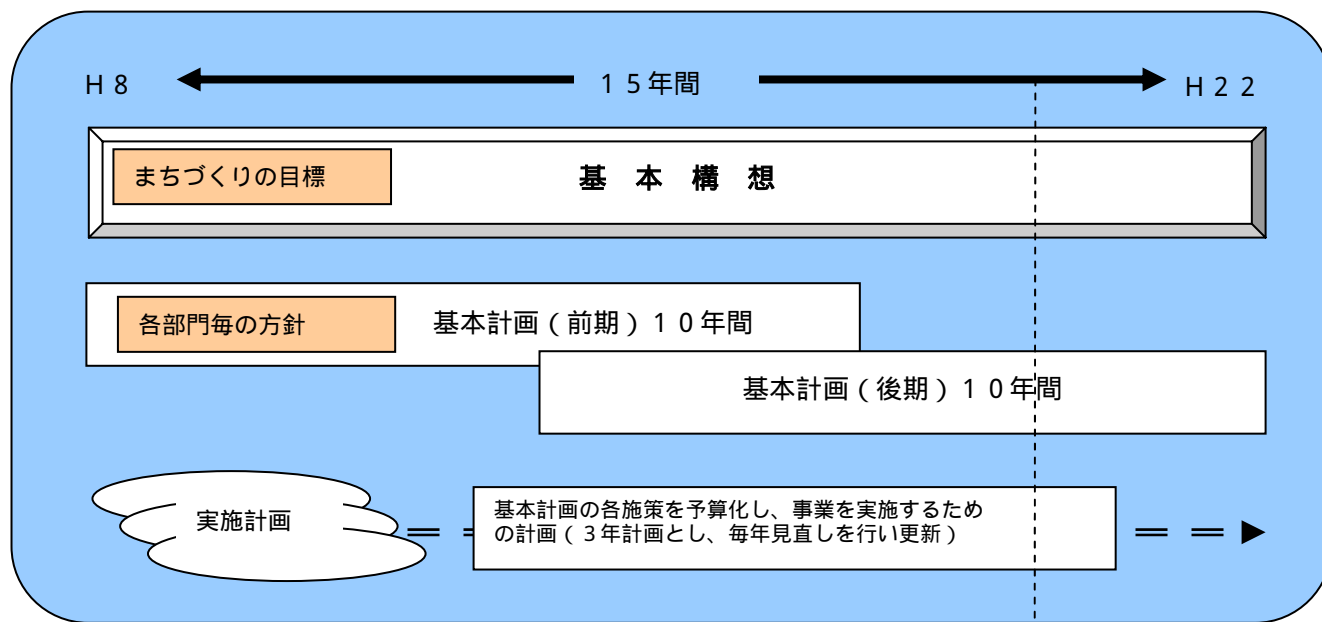 H8
15年間
H22
まちづくりの目標
基本構想
各部門毎の方針
基本計画(前期)10年間
基本計画(後期)10年間
実施計画
基本計画の各施策を予算化し、事業を実施するため
の計画(3年計画とし、毎年見直しを行い更新)